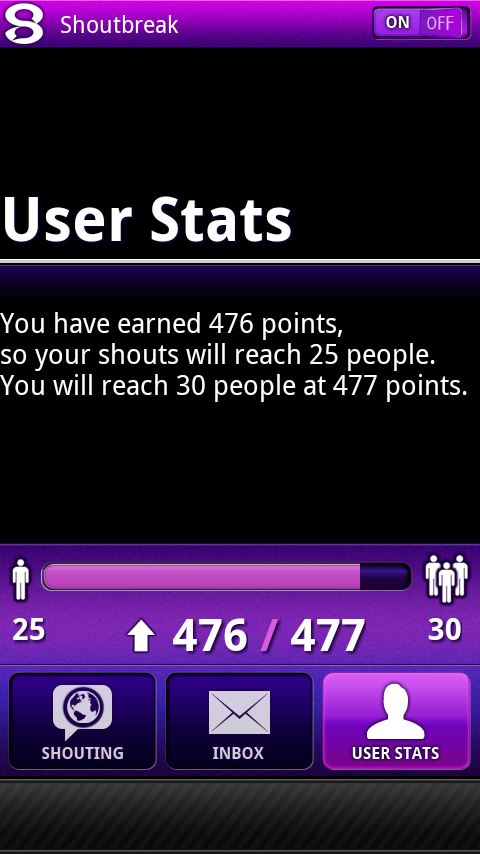 Shoutbreak
ON OFF
User Stats
You have earned 476 points,
so your shouts will reach 25 people.
You will reach 30 people at 477 points.
25 476 / 477 30
SHOUTING INBOX USER STATS